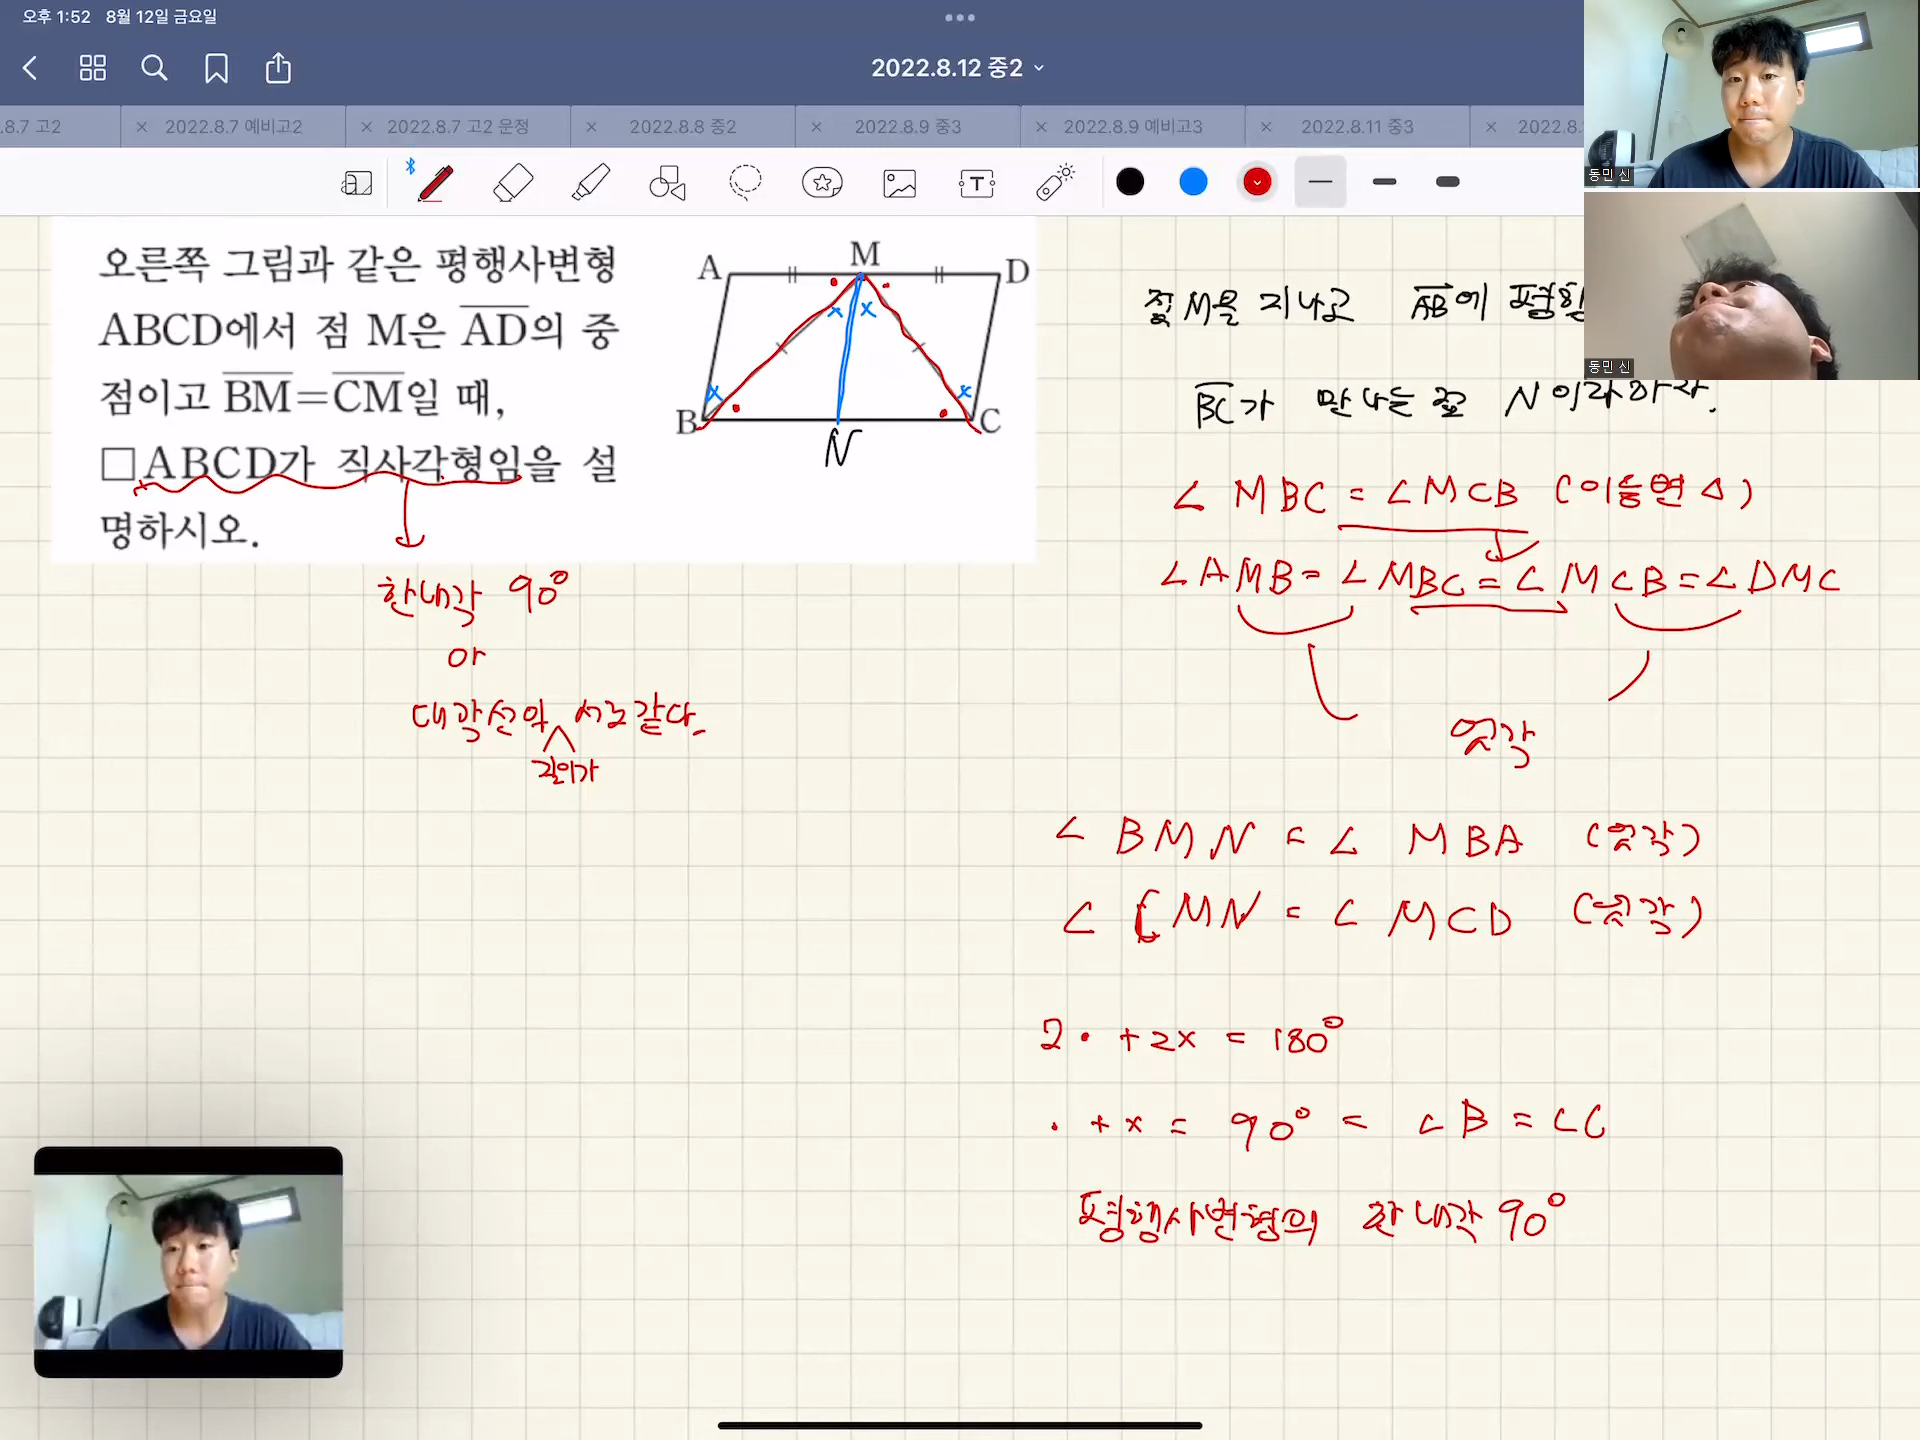 오후 1:52 8월 12일 금요일
2022.8.12 중2
.8.7 고2
2022.8.7 예비고2
2022.8.7 고2 문정
2022.8.8 중2
2022.8.9 중3
2022.8.9 예비고3
2022.8.11 중3
2022.8.
동민 신
동민 신
오른쪽 그림과 같은 평행사변형
ABCD에서 점 M은 AD의 중
점이고 BM=CM일 때,
□ABCD가 직사각형임을 설
명하시오.
A M D
B N C
한 내각 90°
or
대각선의 길이가 서로 같다.
점 M을 지나고 AB에 평행
BC가 만나는 점 N이라하자.
∠MBC = ∠MCB (이등변 △)
∠AMB = ∠MBC = ∠MCB = ∠DMC
엇각
∠BMN = ∠MBA (엇각)
∠CMN = ∠MCD (엇각)
2• + 2x = 180°
• + x = 90° = ∠B = ∠C
평행사변형의 한 내각 90°